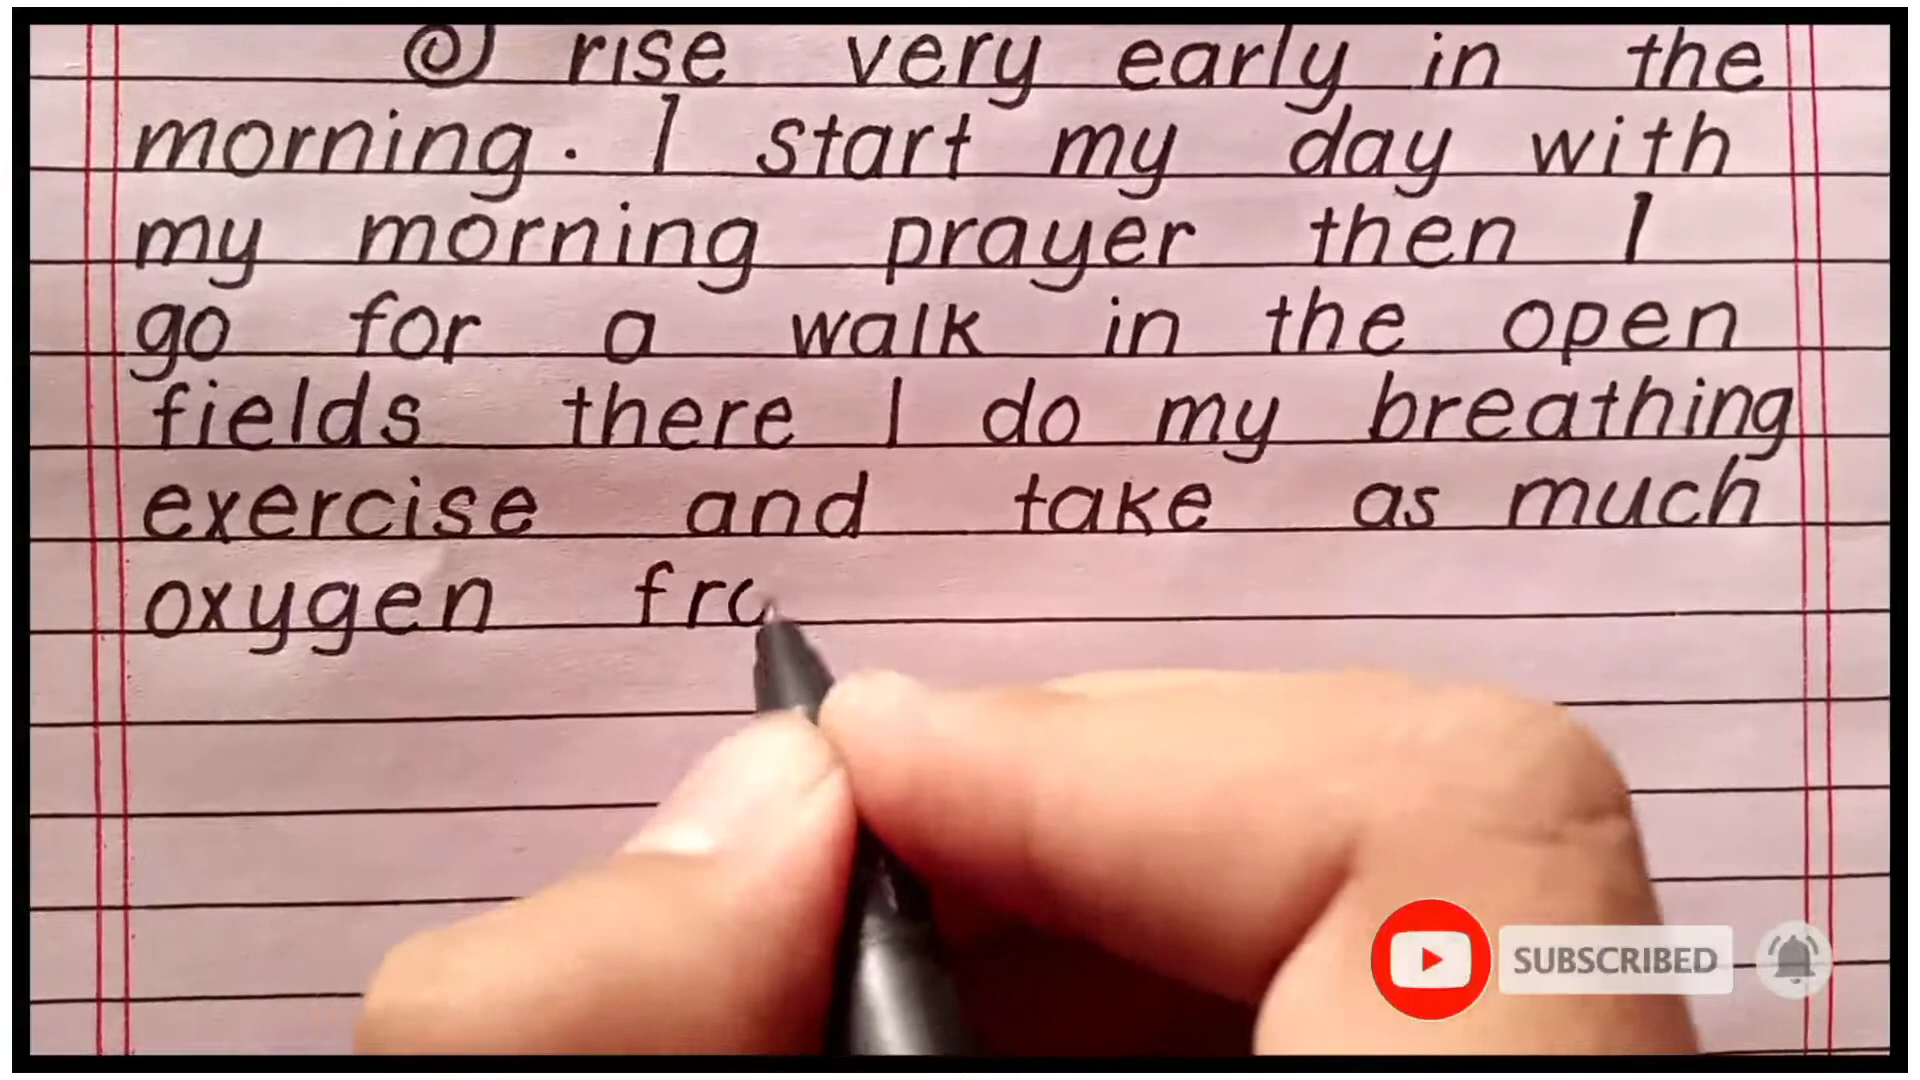 I rise very early in the
morning. I start my day with
my morning prayer then I
go for a walk in the open
fields there I do my breathing
exercise and take as much
oxygen fro
SUBSCRIBED